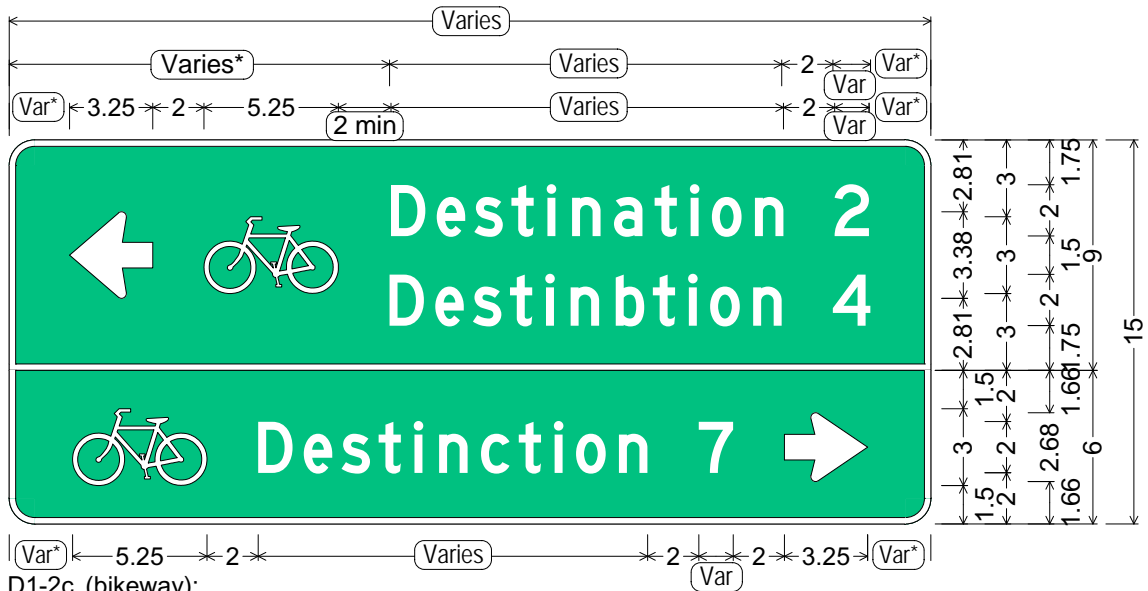 Varies
Varies* Varies 2 Var Var*
Var* 3.25 2 5.25 2 min Varies 2 Var Var*
Destination 2
Destinbtion 4
Destinction 7
2.81 3.38 2.81 1.5 3 1.5
3 3 3 2 2 2
1.75 2 1.5 2 1.75 1.66 2.68 1.66
9 6
15
Var* 5.25 2 Varies 2 Var 2 3.25 Var*
D1-2c (bikeway):